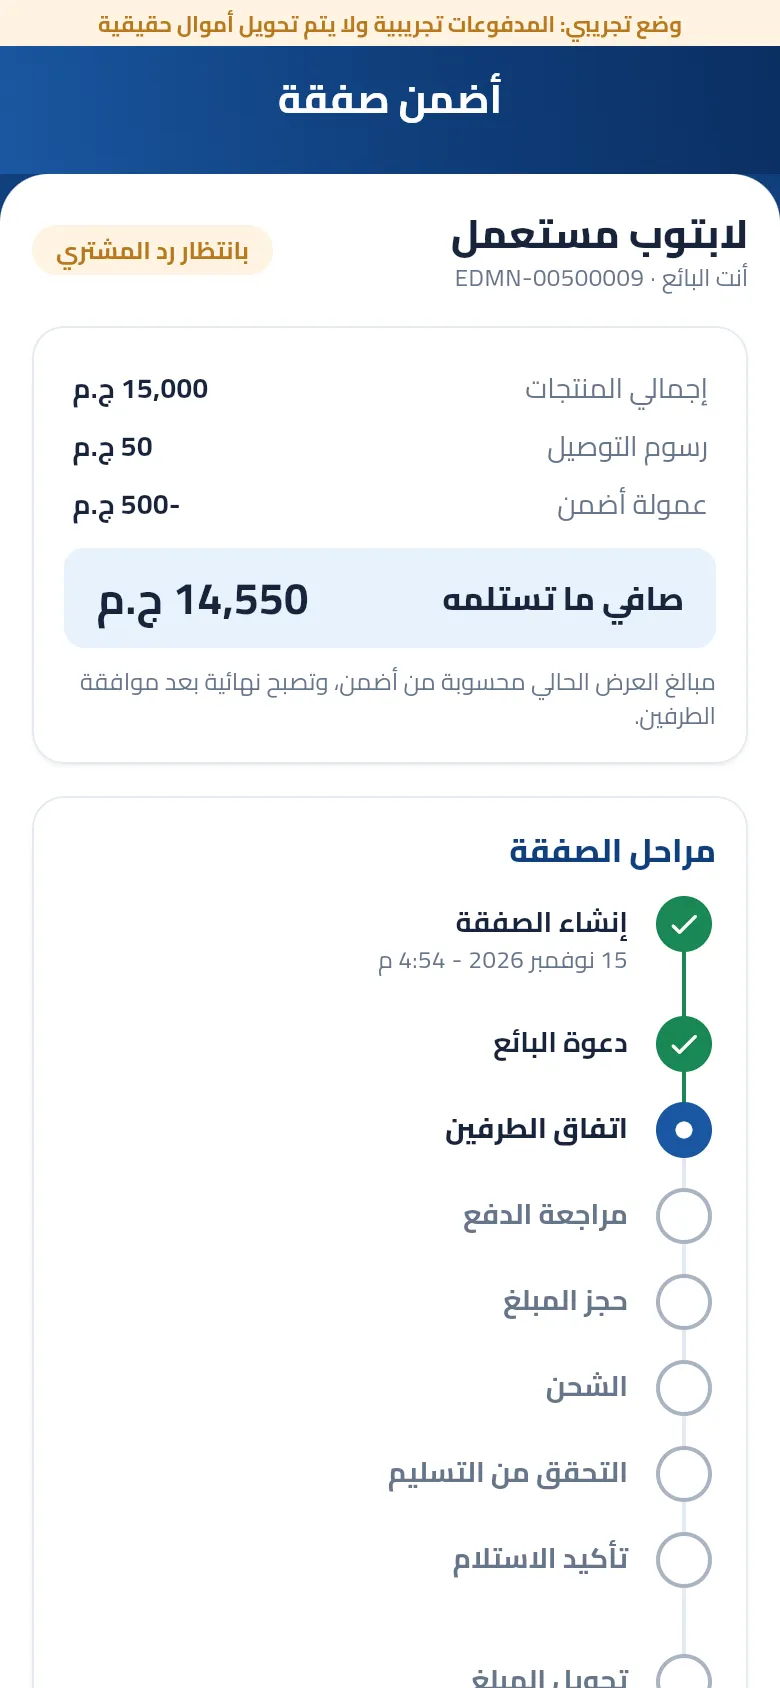 وضع تجريبي: المدفوعات تجريبية ولا يتم تحويل أموال حقيقية
أضمن صفقة
لابتوب مستعمل
أنت البائع · EDMN-00500009
بانتظار رد المشتري
إجمالي المنتجات 15,000 ج.م
رسوم التوصيل 50 ج.م
عمولة أضمن -500 ج.م
صافي ما تستلمه 14,550 ج.م
مبالغ العرض الحالي محسوبة من أضمن، وتصبح نهائية بعد موافقة
الطرفين.
مراحل الصفقة
إنشاء الصفقة
15 نوفمبر 2026 - 4:54 م
دعوة البائع
اتفاق الطرفين
مراجعة الدفع
حجز المبلغ
الشحن
التحقق من التسليم
تأكيد الاستلام
تحويل المبلغ